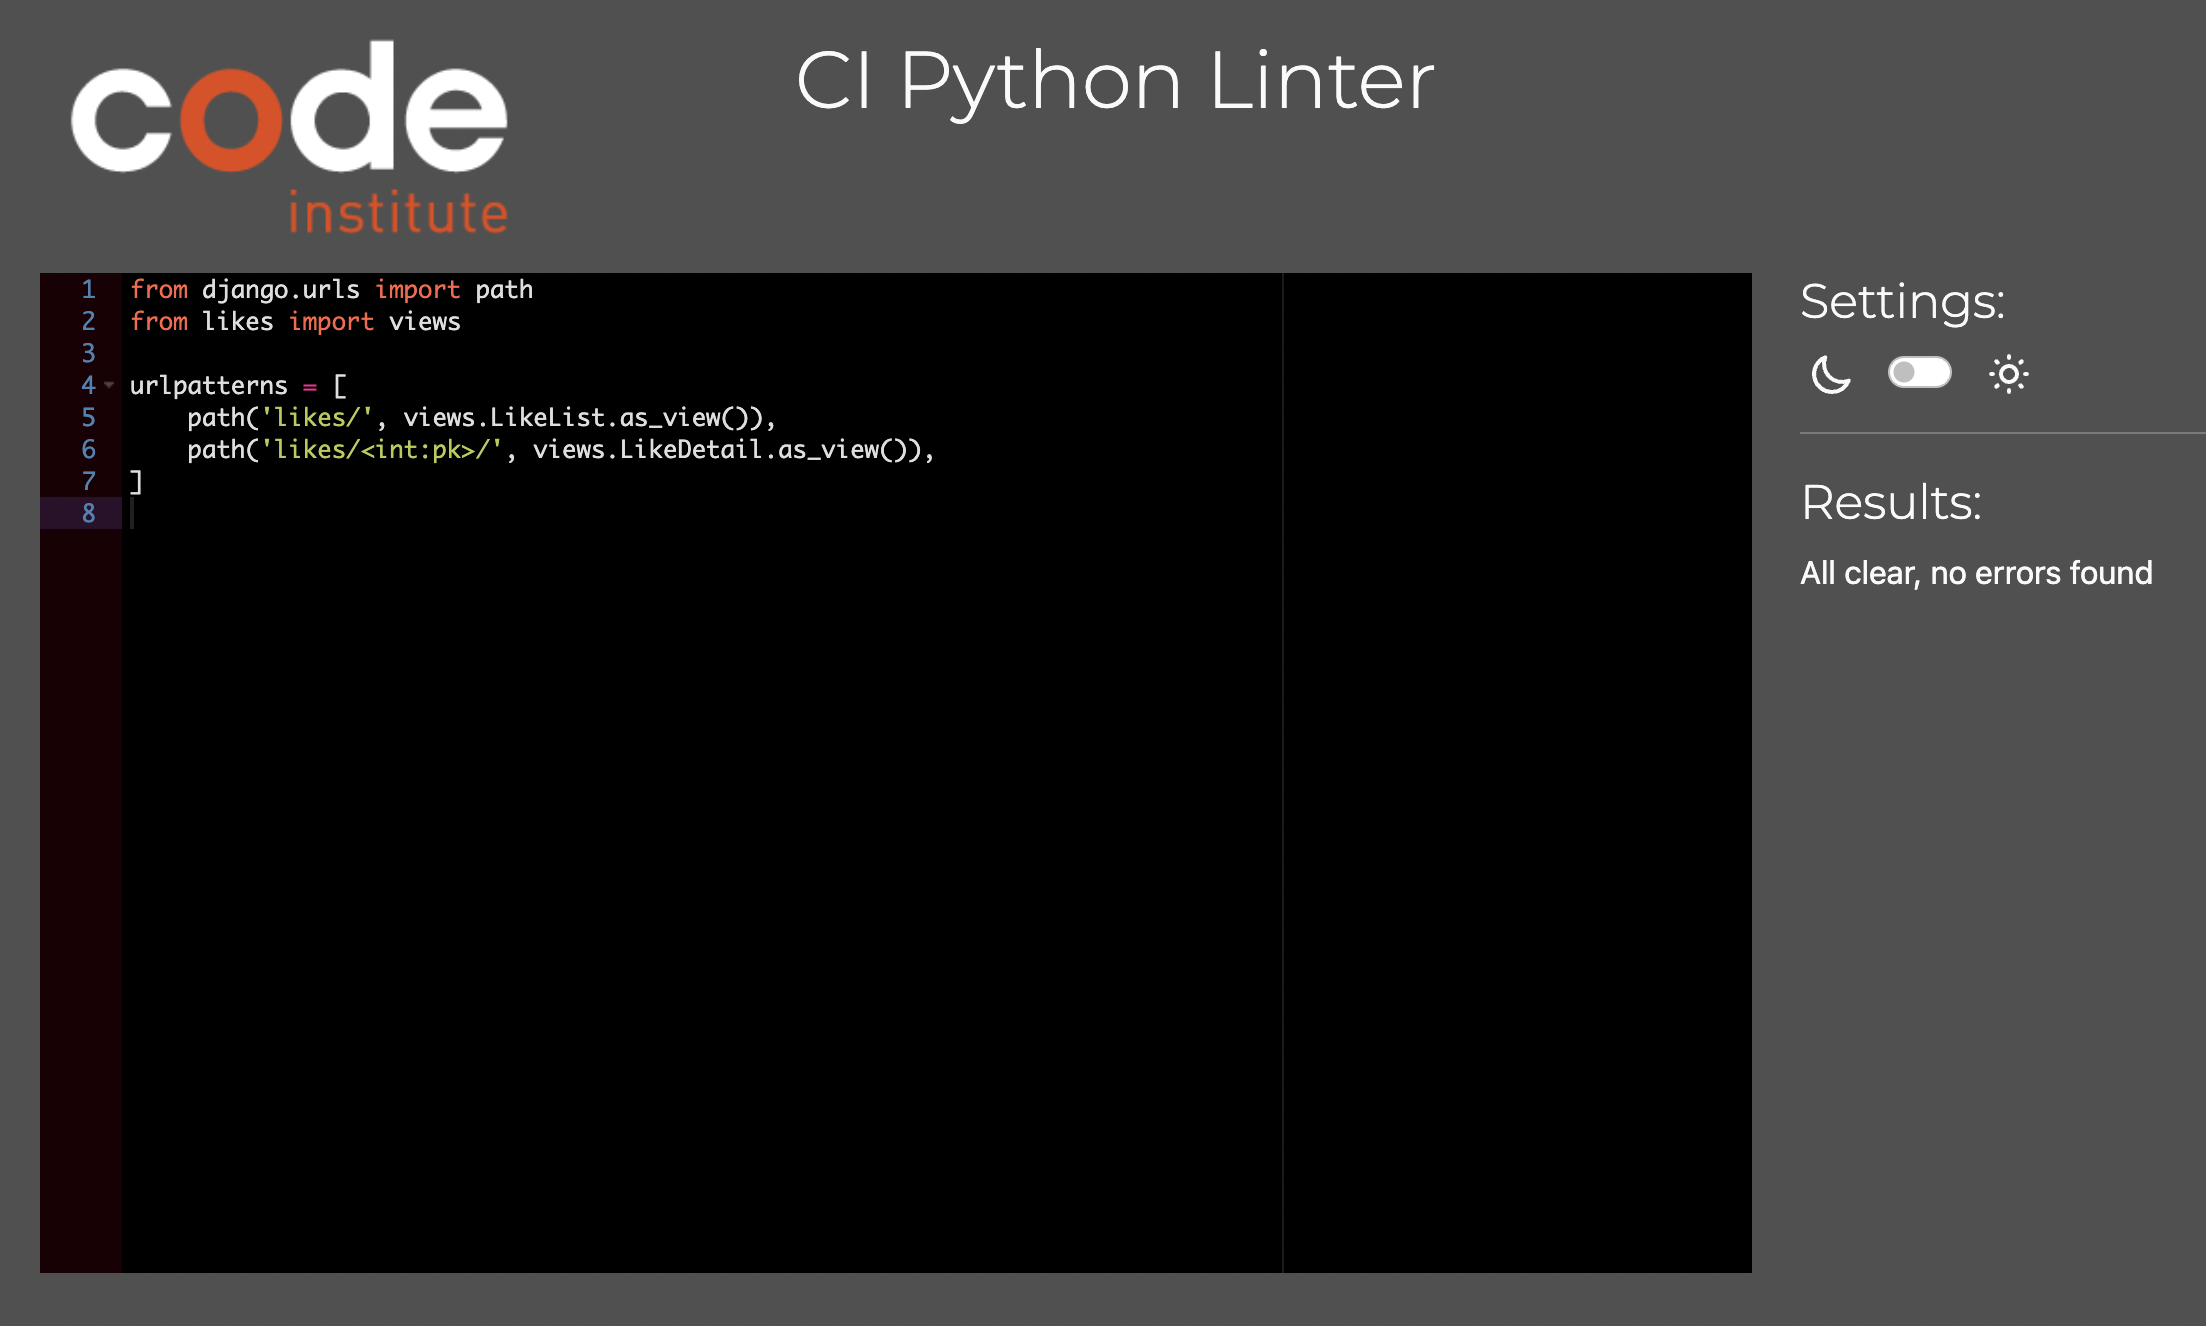 code
institute
CI Python Linter
1 from django.urls import path
2 from likes import views
3
4 urlpatterns = [
5     path('likes/', views.LikeList.as_view()),
6     path('likes/<int:pk>/', views.LikeDetail.as_view()),
7 ]
8
Settings:
Results:
All clear, no errors found